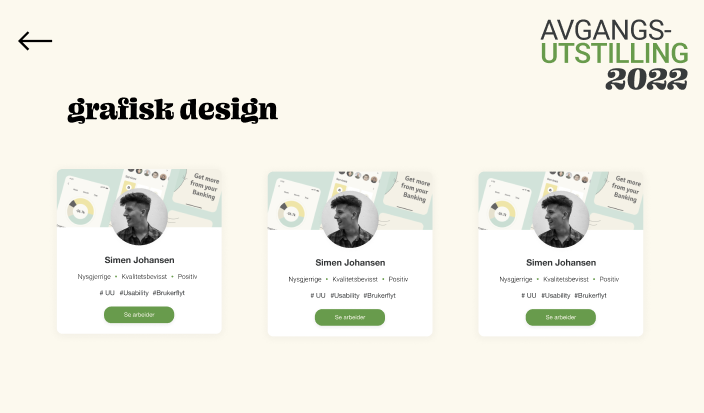 AVGANGS-
UTSTILLING
2022
grafisk design
Get more
from your
Banking
Simen Johansen
Nysgjerrige • Kvalitetsbevisst • Positiv
# UU #Usability #Brukerflyt
Se arbeider
Get more
from your
Banking
Simen Johansen
Nysgjerrige • Kvalitetsbevisst • Positiv
# UU #Usability #Brukerflyt
Se arbeider
Get more
from your
Banking
Simen Johansen
Nysgjerrige • Kvalitetsbevisst • Positiv
# UU #Usability #Brukerflyt
Se arbeider